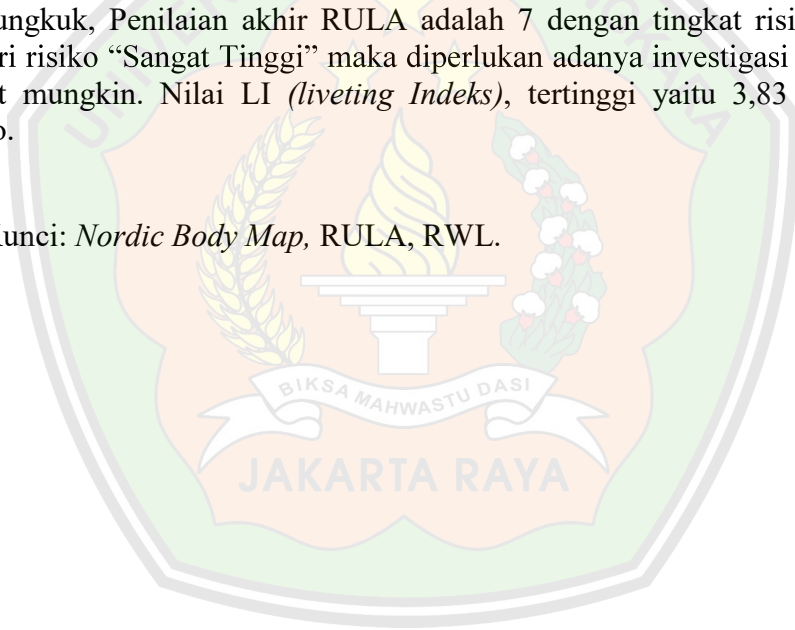 ungkuk, Penilaian akhir RULA adalah 7 dengan tingkat risi
ri risiko “Sangat Tinggi” maka diperlukan adanya investigasi
t mungkin. Nilai LI (liveting Indeks), tertinggi yaitu 3,83
o.
unci: Nordic Body Map, RULA, RWL.
BIKSA MAHWASTU DASI
JAKARTA RAYA